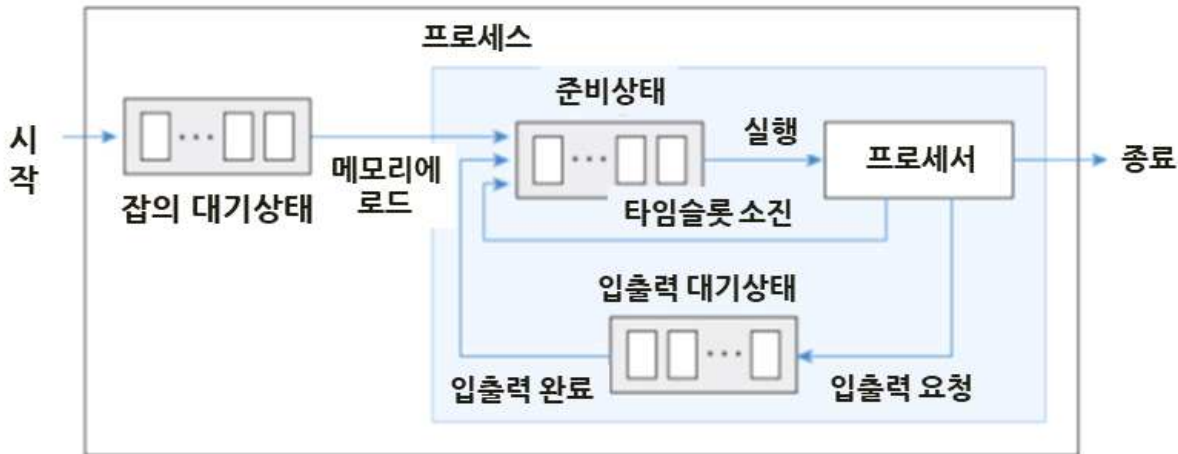 프로세스
준비상태
시
작
실행
프로세서
종료
메모리에
로드
잡의 대기상태
타임슬롯 소진
입출력 대기상태
입출력 완료
입출력 요청